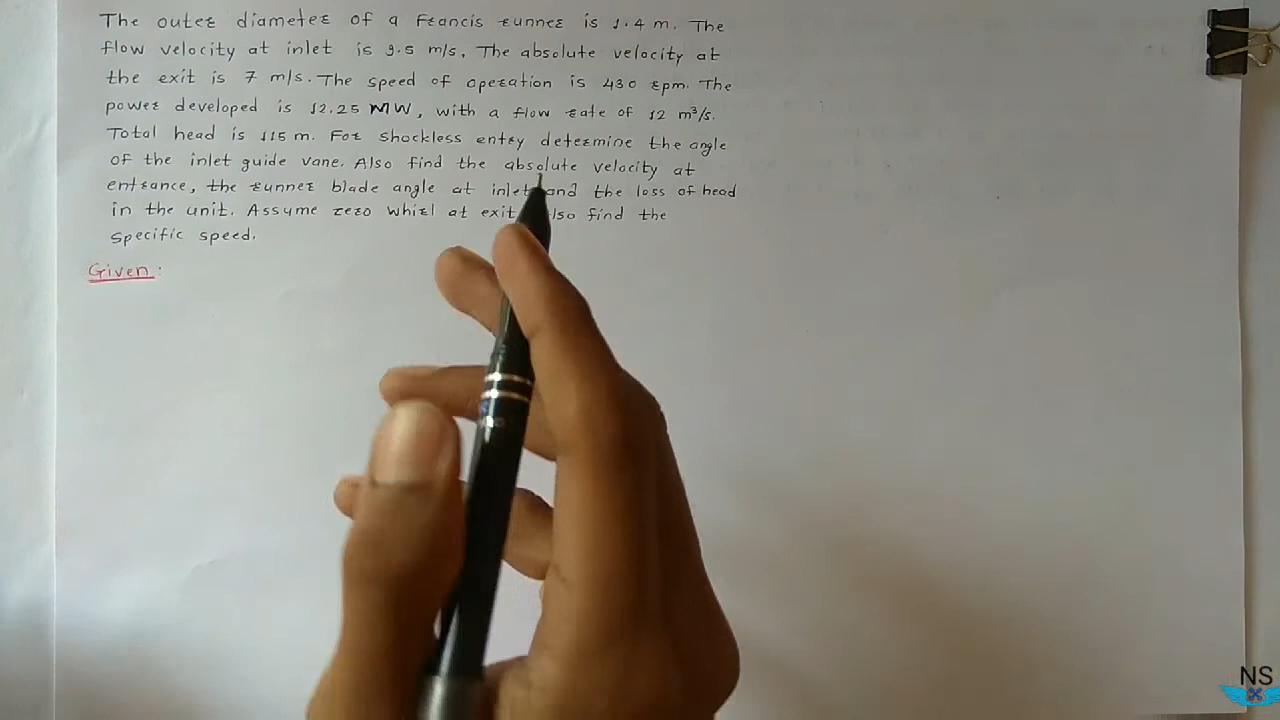 The outer diameter of a Francis runner is 1.4 m. The
flow velocity at inlet is 9.5 m/s. The absolute velocity at
the exit is 7 m/s. The speed of operation is 430 rpm. The
power developed is 12.25 MW, with a flow rate of 12 m³/s.
Total head is 115 m. For shockless entry determine the angle
of the inlet guide vane. Also find the absolute velocity at
entrance, the runner blade angle at inlet and the loss of head
in the unit. Assume zero whirl at exit. Also find the
specific speed.
Given:
NS